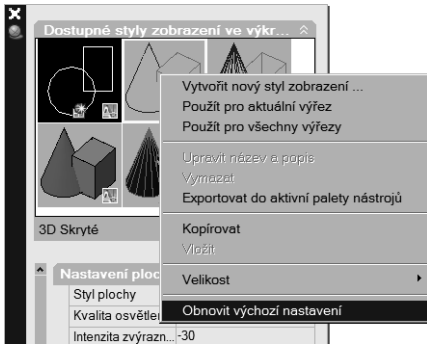 Dostupné styly zobrazení ve výkr...
Vytvořit nový styl zobrazení ...
Použít pro aktuální výřez
Použít pro všechny výřezy
Upravit název a popis
Vymazat
Exportovat do aktivní palety nástrojů
Kopírovat
Vložit
Velikost
Obnovit výchozí nastavení
3D Skryté
Nastavení ploc
Styl plochy
Kvalita osvětle
Intenzita zvýrazn... -30